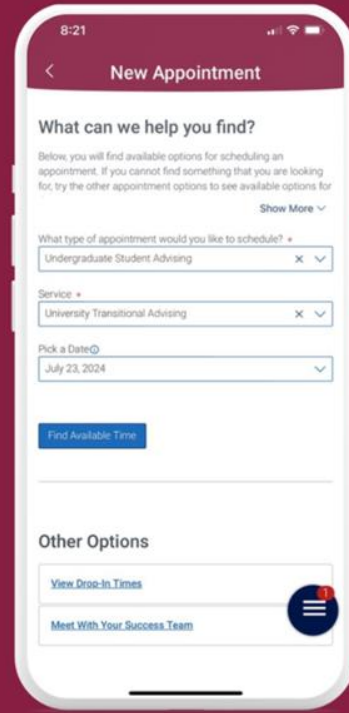 8:21
New Appointment
What can we help you find?
Below, you will find available options for scheduling an
appointment. If you cannot find something that you are looking
for, try the other appointment options to see available options for
Show More
What type of appointment would you like to schedule? *
Undergraduate Student Advising
Service *
University Transitional Advising
Pick a Date
July 23, 2024
Find Available Time
Other Options
View Drop-In Times
1
Meet With Your Success Team